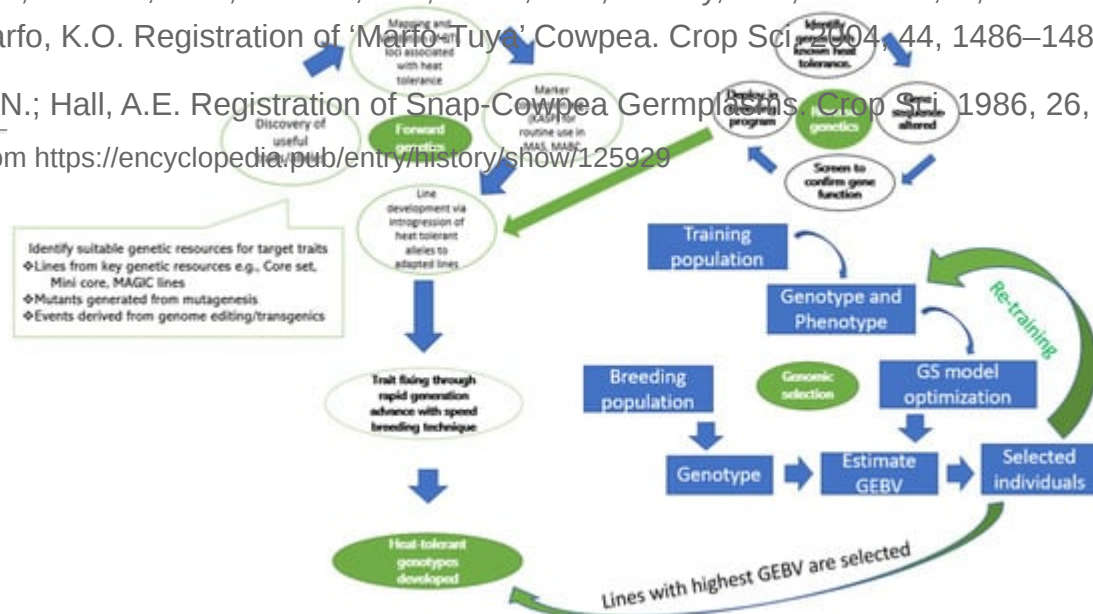 arfo, K.O. Registration of ‘Marfo-Tuya’ Cowpea. Crop Sci. 2004, 44, 1486–148
N.; Hall, A.E. Registration of Snap-Cowpea Germplasms. Crop Sci. 1986, 26,
om https://encyclopedia.pub/entry/history/show/125929
Mapping and
loci associated
with heat
tolerance
Marker
(KASP) for
routine use in
MAS, MABC
Discovery of
useful
Forward
genetics
Line
development via
introgression of
heat tolerant
alleles to
adapted lines
Identify
known heat
tolerance.
Gene
sequence
altered
Screen to
confirm gene
function
Deploy in
breeding
program
genetics
Identify suitable genetic resources for target traits
❖Lines from key genetic resources e.g., Core set,
Mini core, MAGIC lines
❖Mutants generated from mutagenesis
❖Events derived from genome editing/transgenics
Trait fixing through
rapid generation
advance with speed
breeding technique
Heat-tolerant
genotypes
developed
Training
population
Genotype and
Phenotype
GS model
optimization
Re-training
Breeding
population
Genomic
selection
Genotype
Estimate
GEBV
Selected
individuals
Lines with highest GEBV are selected